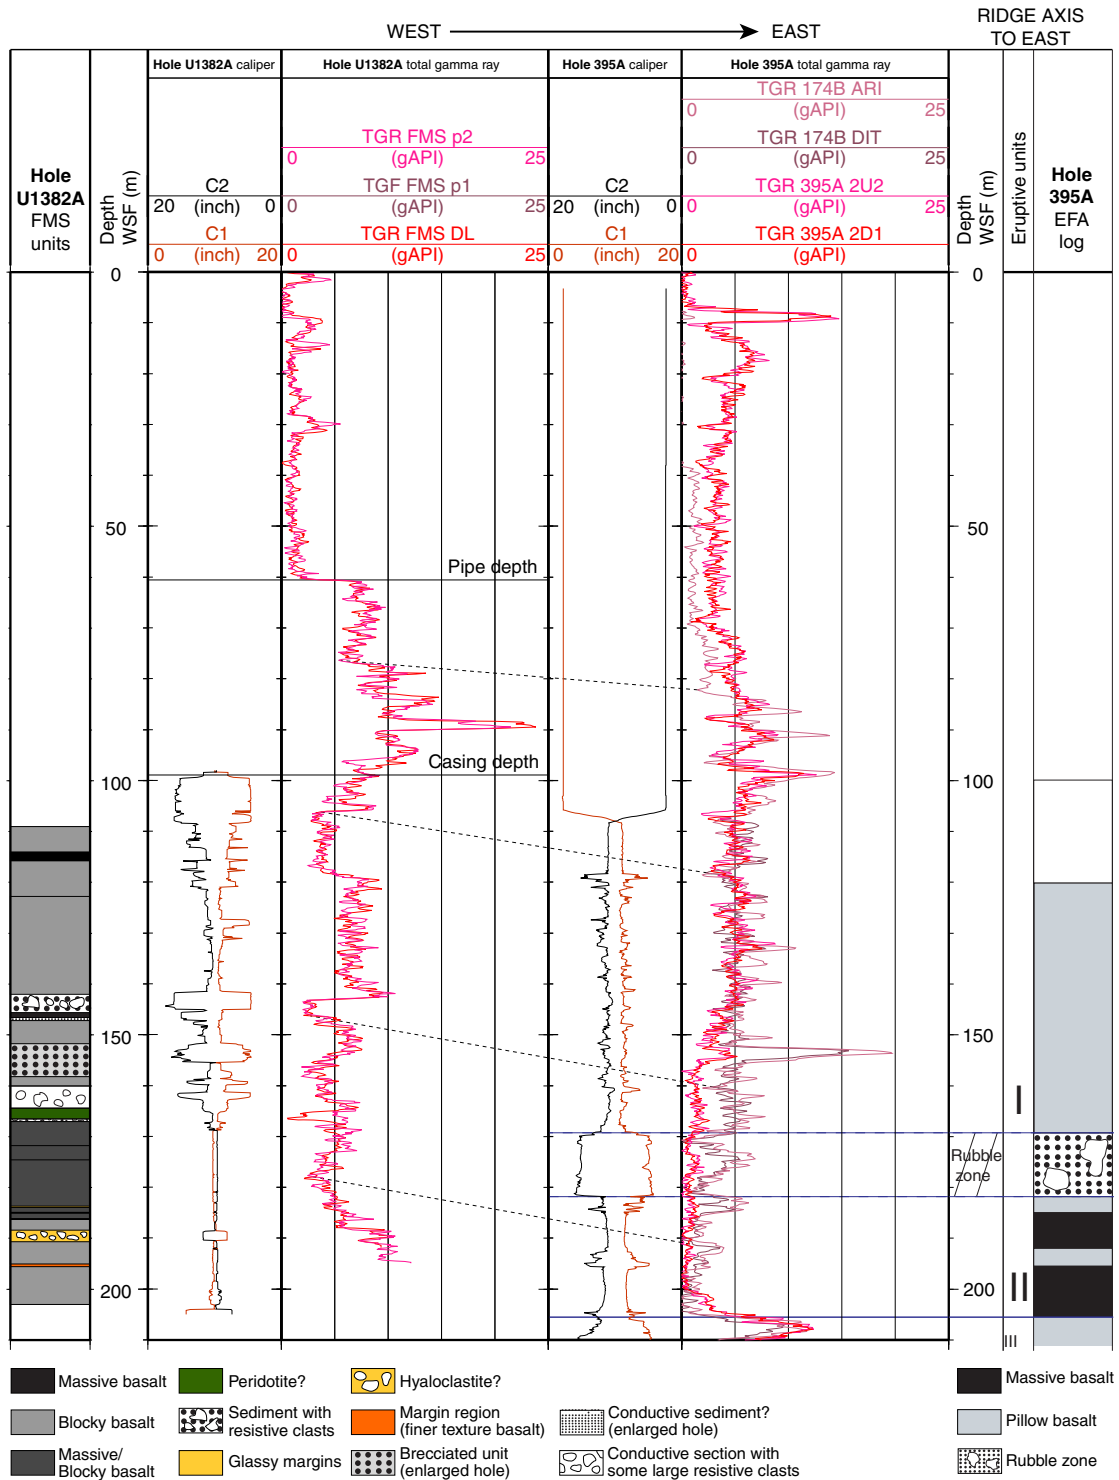 WEST
EAST
RIDGE AXIS
TO EAST
Hole U1382A caliper
Hole U1382A total gamma ray
Hole 395A caliper
Hole 395A total gamma ray
Hole
U1382A
FMS
units
Depth
WSF (m)
C2
20 (inch) 0
C1
0 (inch) 20
TGR FMS p2
0 (gAPI) 25
TGF FMS p1
0 (gAPI) 25
TGR FMS DL
0 (gAPI) 25
C2
20 (inch) 0
C1
0 (inch) 20
TGR 174B ARI
0 (gAPI) 25
TGR 174B DIT
0 (gAPI) 25
TGR 395A 2U2
0 (gAPI) 25
TGR 395A 2D1
0 (gAPI)
Depth
WSF (m)
Eruptive units
Hole
395A
EFA
log
0
0
50
50
Pipe depth
Casing depth
100
100
150
150
I
Rubble
zone
200
200
II
III
Massive basalt
Peridotite?
Hyaloclastite?
Massive basalt
Blocky basalt
Sediment with
resistive clasts
Margin region
(finer texture basalt)
Conductive sediment?
(enlarged hole)
Pillow basalt
Massive/
Blocky basalt
Glassy margins
Brecciated unit
(enlarged hole)
Conductive section with
some large resistive clasts
Rubble zone